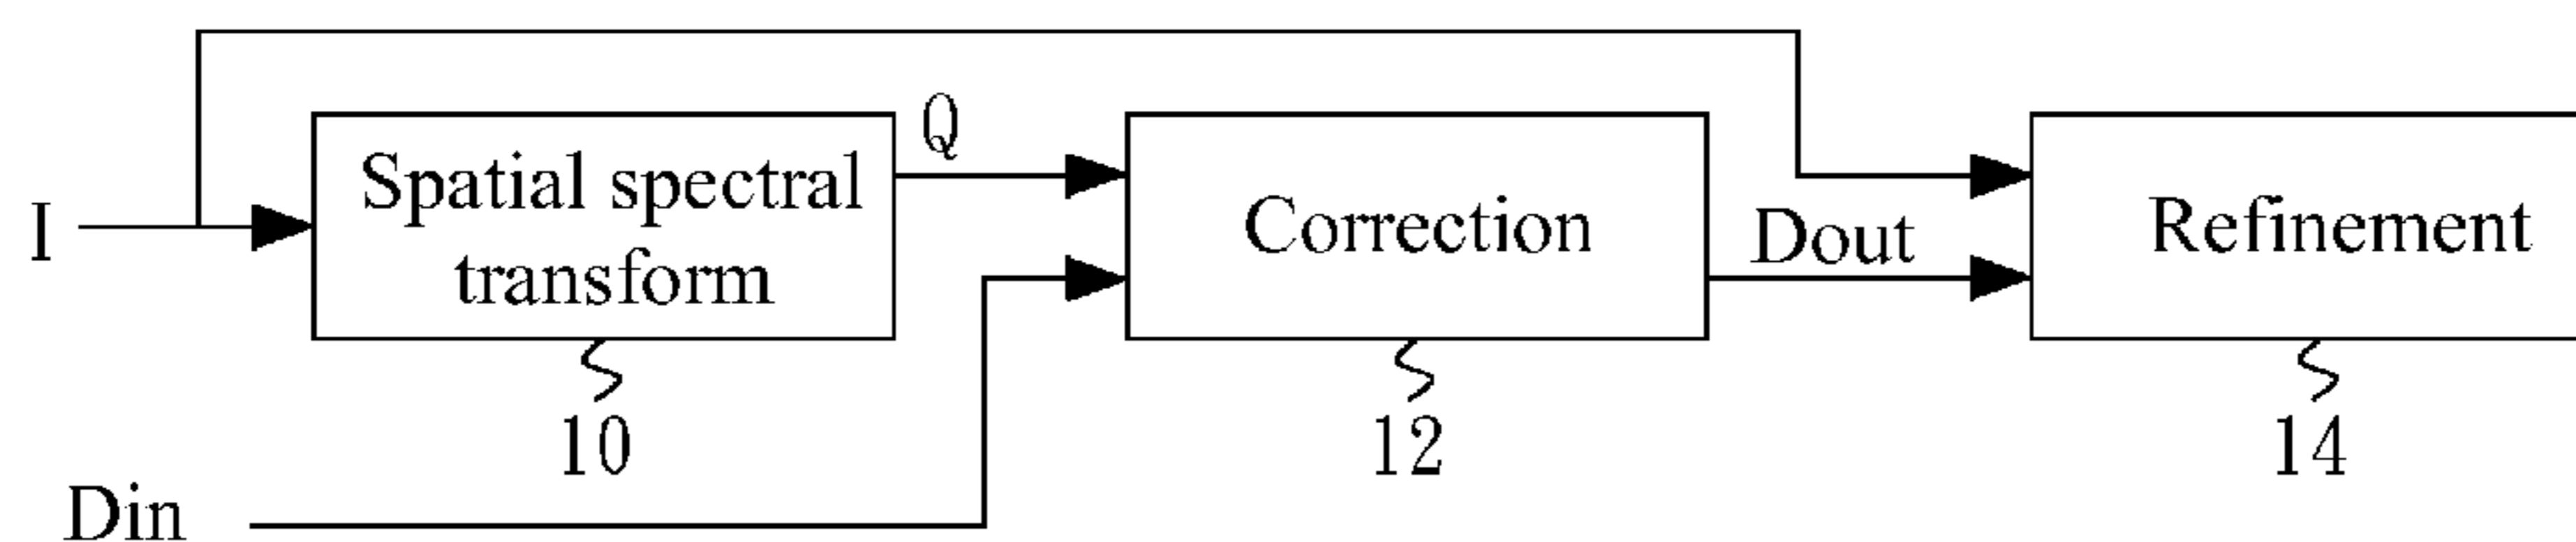 Q
Spatial spectral
transform
I
Correction
Dout
Refinement
10
12
14
Din